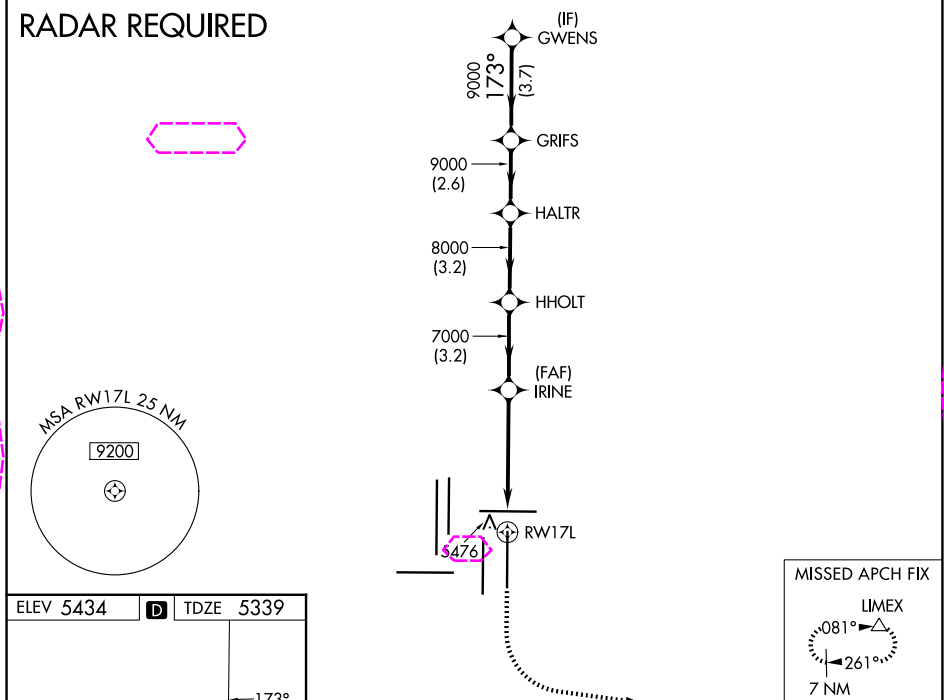 RADAR REQUIRED
(IF)
GWENS
9000
173°
(3.7)
GRIFS
9000
(2.6)
HALTR
8000
(3.2)
HHOLT
7000
(3.2)
(FAF)
IRINE
MSA RW17L 25 NM
9200
RW17L
5476
MISSED APCH FIX
LIMEX
081°
261°
7 NM
ELEV 5434 D TDZE 5339
173°